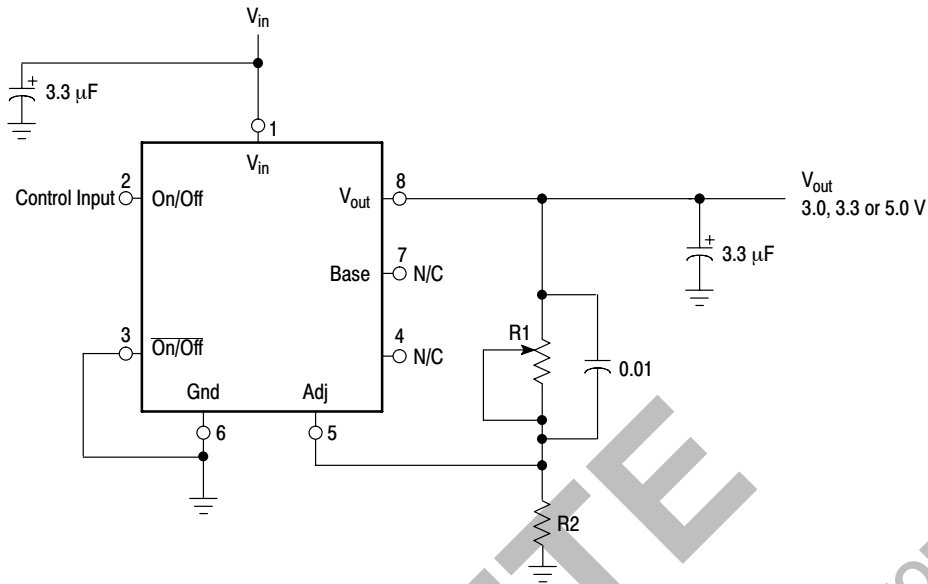 Vin
+
3.3 μF
1
Vin
2
Control Input
On/Off
8
Vout
Vout
3.0, 3.3 or 5.0 V
+
3.3 μF
7
Base
N/C
3
On/Off
4
N/C
R1
0.01
Gnd
Adj
6
5
R2